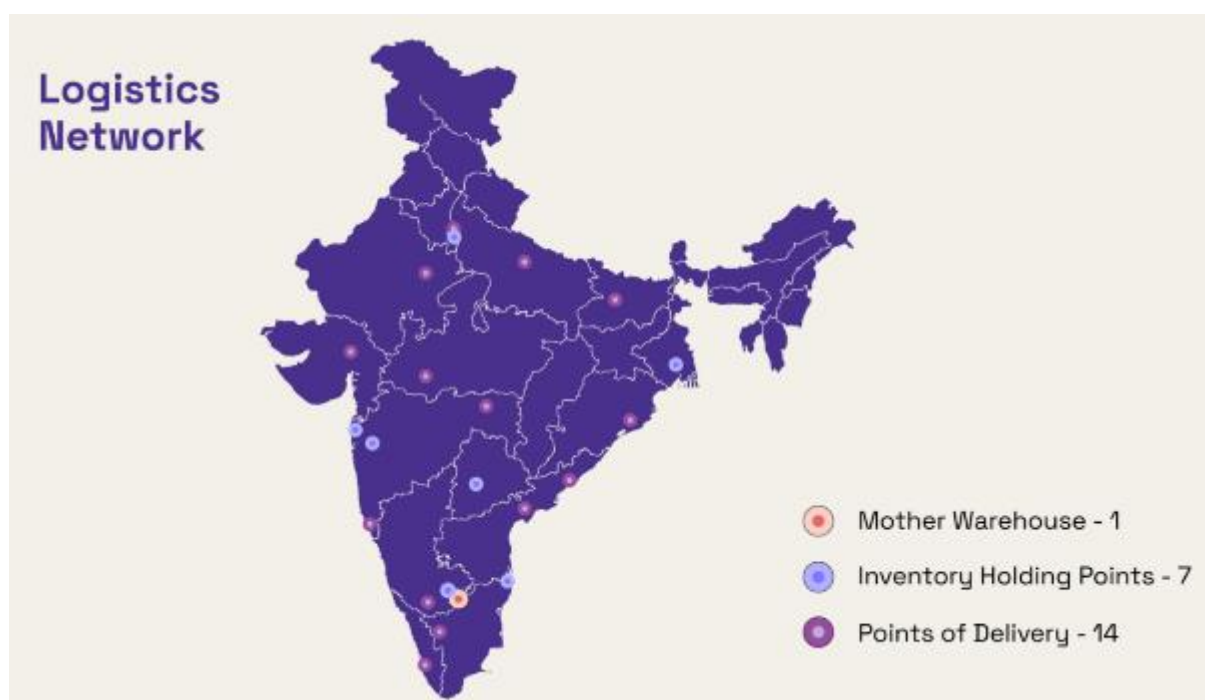 Logistics
Network
Mother Warehouse - 1
Inventory Holding Points - 7
Points of Delivery - 14